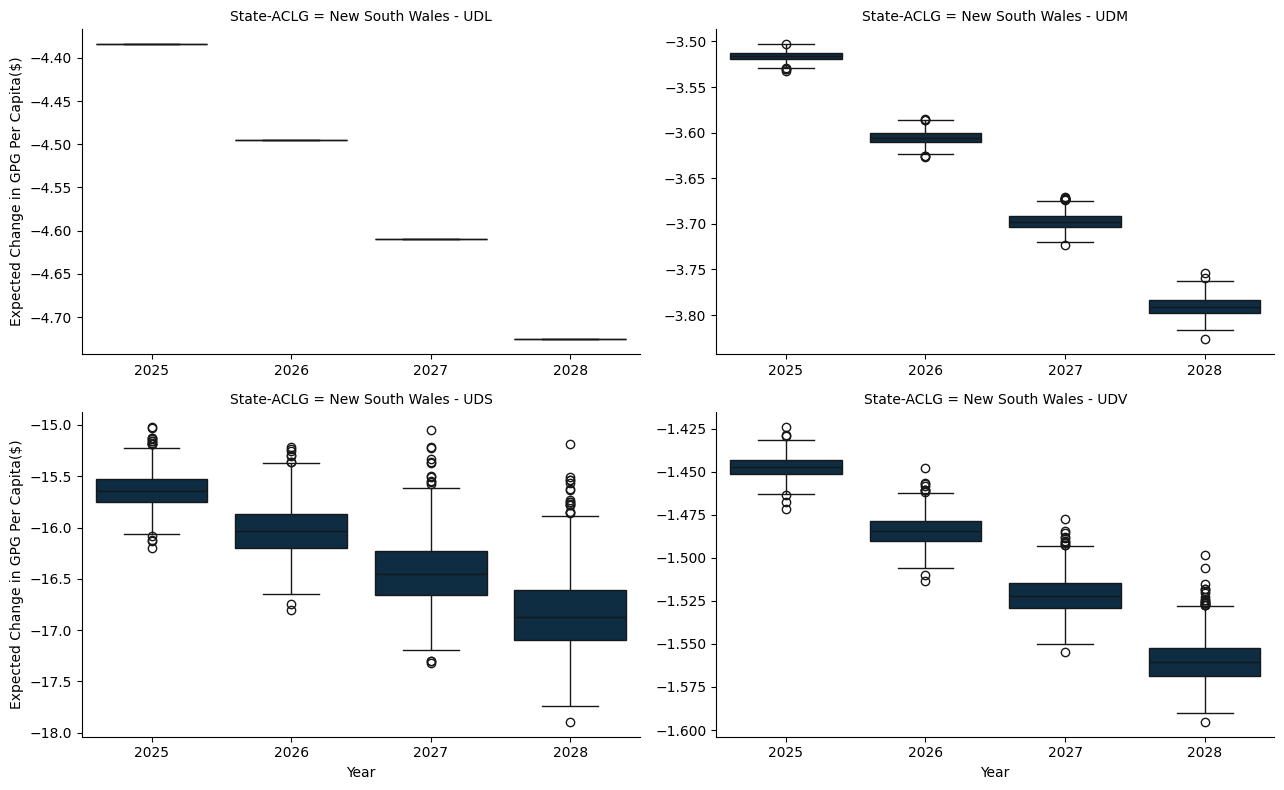 State-ACLG = New South Wales - UDL
Expected Change in GPG Per Capita($)
−4.40
−4.45
−4.50
−4.55
−4.60
−4.65
−4.70
2025 2026 2027 2028
State-ACLG = New South Wales - UDM
−3.50
−3.55
−3.60
−3.65
−3.70
−3.75
−3.80
2025 2026 2027 2028
State-ACLG = New South Wales - UDS
Expected Change in GPG Per Capita($)
−15.0
−15.5
−16.0
−16.5
−17.0
−17.5
−18.0
2025 2026 2027 2028
Year
State-ACLG = New South Wales - UDV
−1.425
−1.450
−1.475
−1.500
−1.525
−1.550
−1.575
−1.600
2025 2026 2027 2028
Year